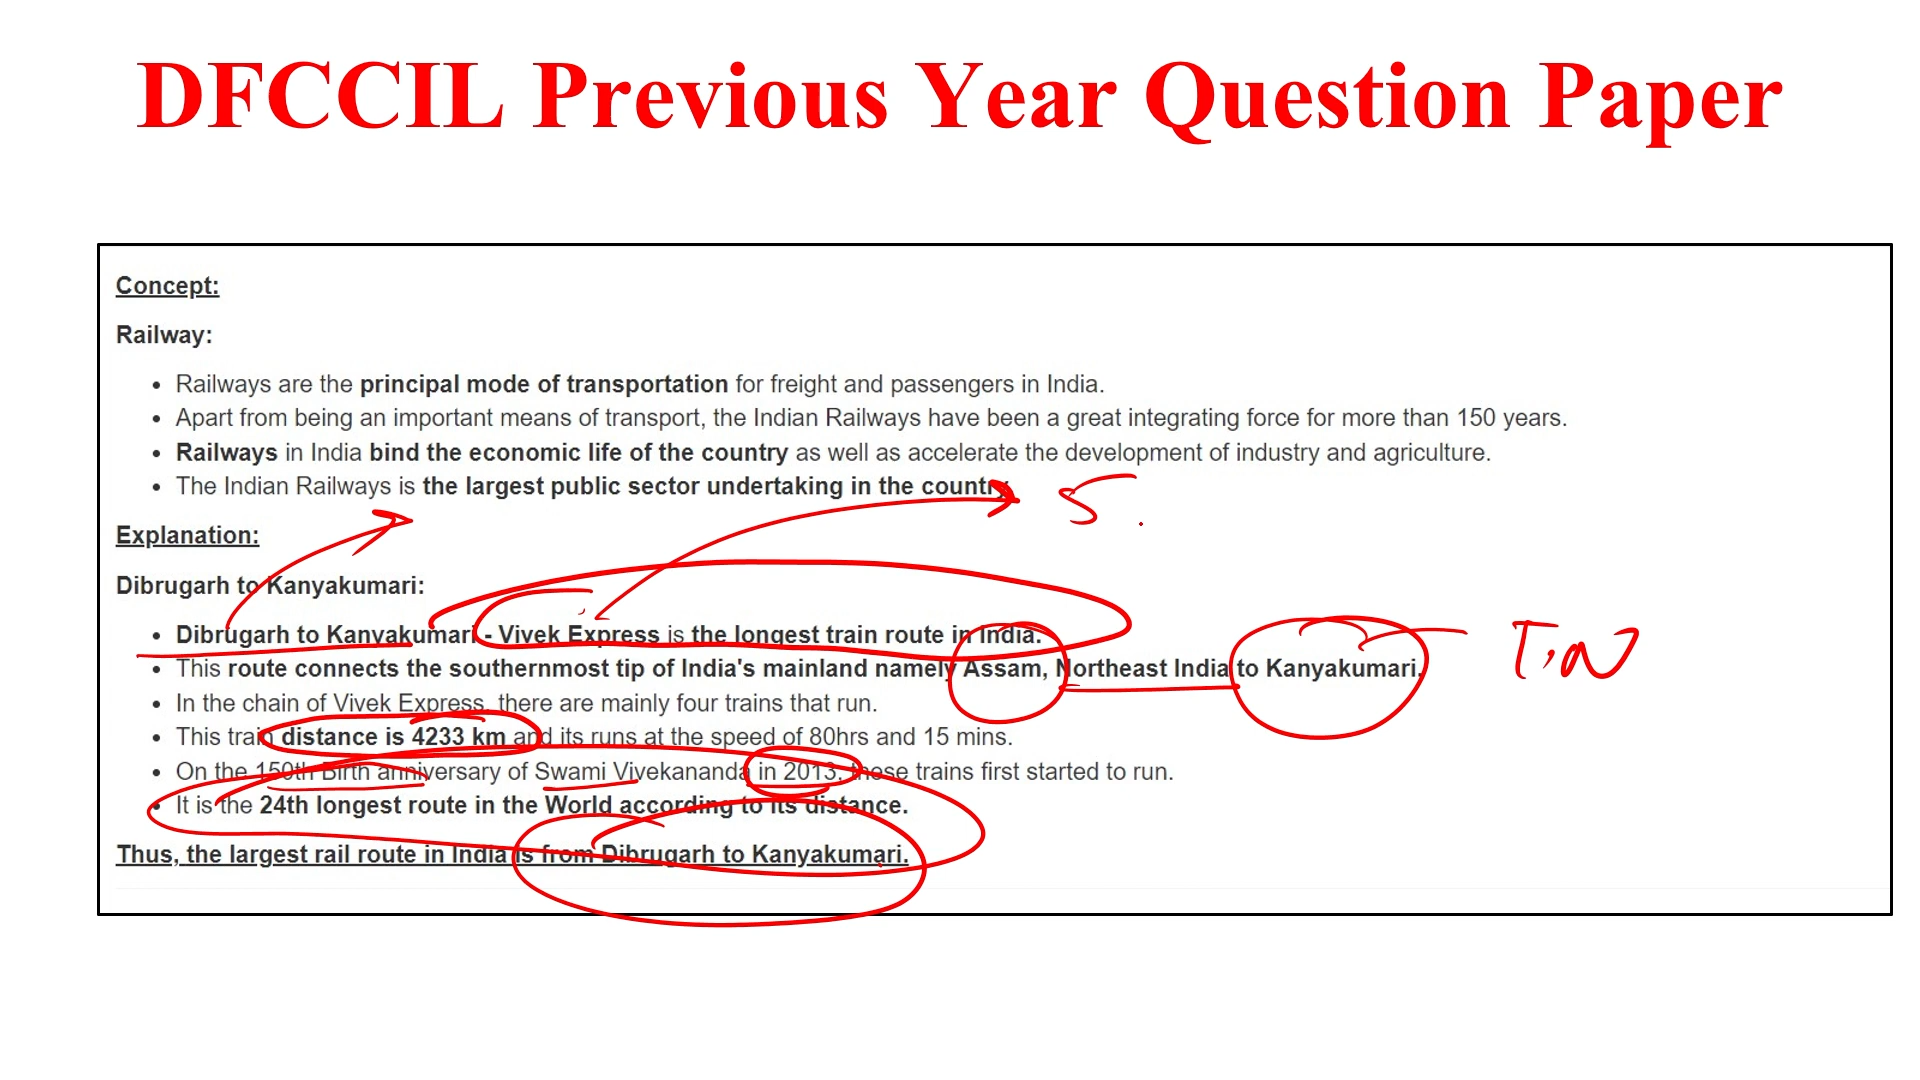 DFCCIL Previous Year Question Paper
Concept:
Railway:
• Railways are the principal mode of transportation for freight and passengers in India.
• Apart from being an important means of transport, the Indian Railways have been a great integrating force for more than 150 years.
• Railways in India bind the economic life of the country as well as accelerate the development of industry and agriculture.
• The Indian Railways is the largest public sector undertaking in the country.
S.
Explanation:
Dibrugarh to Kanyakumari:
• Dibrugarh to Kanyakumari - Vivek Express is the longest train route in India.
• This route connects the southernmost tip of India's mainland namely Assam, Northeast India to Kanyakumari.
T.N
• In the chain of Vivek Express, there are mainly four trains that run.
• This train distance is 4233 km and its runs at the speed of 80hrs and 15 mins.
• On the 150th Birth anniversary of Swami Vivekananda in 2013, these trains first started to run.
• It is the 24th longest route in the World according to its distance.
Thus, the largest rail route in India is from Dibrugarh to Kanyakumari.